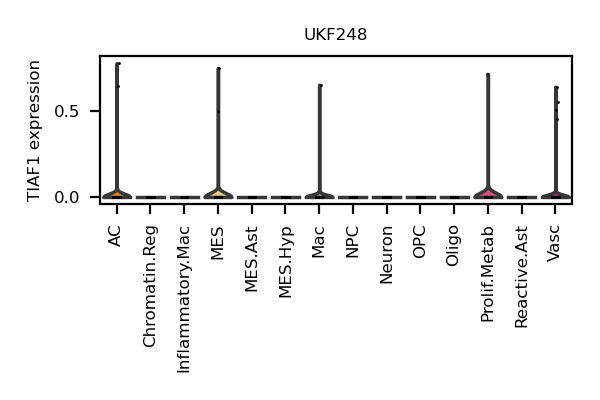 UKF248
TIAF1 expression
0.5
0.0
AC
Chromatin.Reg
Inflammatory.Mac
MES
MES.Ast
MES.Hyp
Mac
NPC
Neuron
OPC
Oligo
Prolif.Metab
Reactive.Ast
Vasc